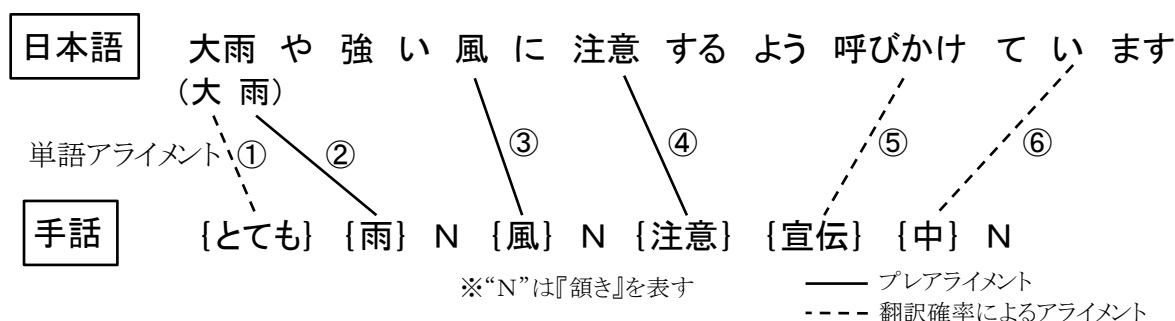 日本語 大雨 や 強 い 風 に 注意 する よう 呼びかけ て い ます
(大 雨)
単語アライメント ① ② ③ ④ ⑤ ⑥
手話 {とても} {雨} N {風} N {注意} {宣伝} {中} N
※“N”は『頷き』を表す
プレアライメント
翻訳確率によるアライメント